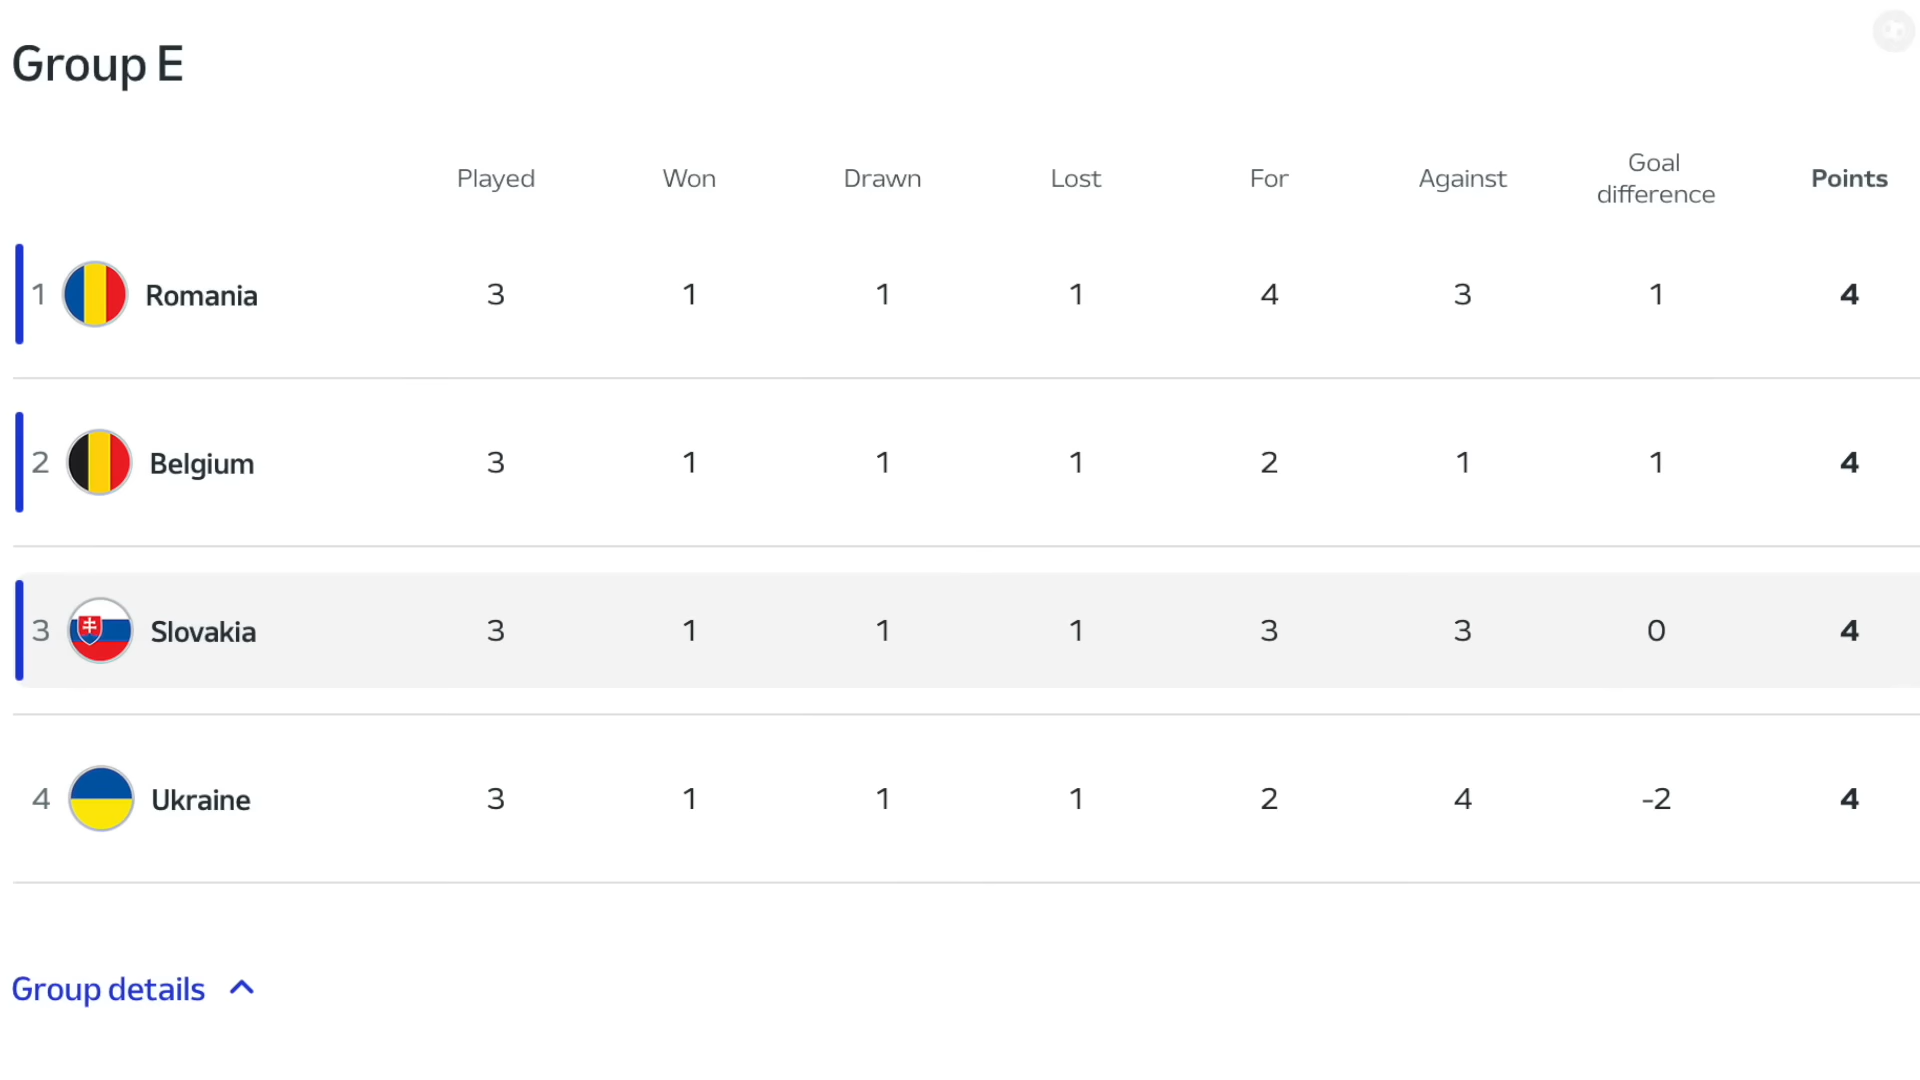 Group E
Played Won Drawn Lost For Against Goal difference Points
1 Romania 3 1 1 1 4 3 1 4
2 Belgium 3 1 1 1 2 1 1 4
3 Slovakia 3 1 1 1 3 3 0 4
4 Ukraine 3 1 1 1 2 4 -2 4
Group details